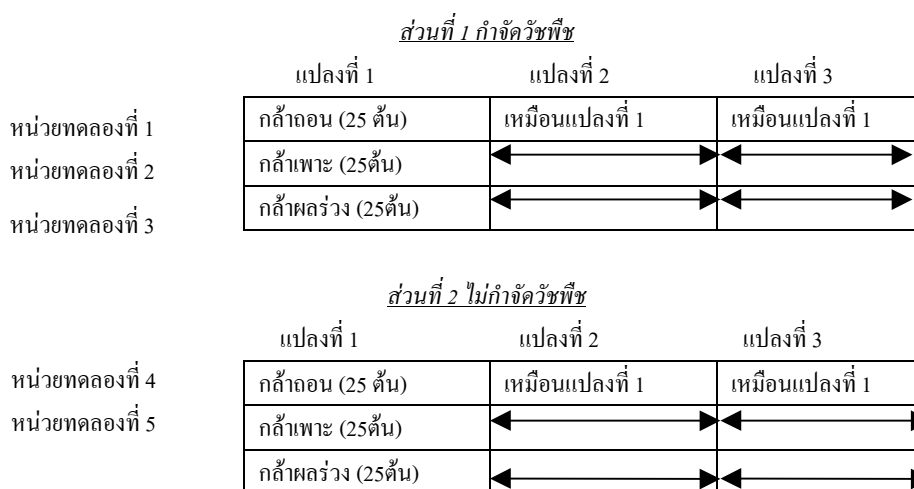 ส่วนที่ 1 กำจัดวัชพืช
แปลงที่ 1 แปลงที่ 2 แปลงที่ 3
หน่วยทดลองที่ 1 กล้าถอน (25 ต้น) เหมือนแปลงที่ 1 เหมือนแปลงที่ 1
หน่วยทดลองที่ 2 กล้าเพาะ (25ต้น)
หน่วยทดลองที่ 3 กล้าผลร่วง (25ต้น)
ส่วนที่ 2 ไม่กำจัดวัชพืช
แปลงที่ 1 แปลงที่ 2 แปลงที่ 3
หน่วยทดลองที่ 4 กล้าถอน (25 ต้น) เหมือนแปลงที่ 1 เหมือนแปลงที่ 1
หน่วยทดลองที่ 5 กล้าเพาะ (25ต้น)
กล้าผลร่วง (25ต้น)